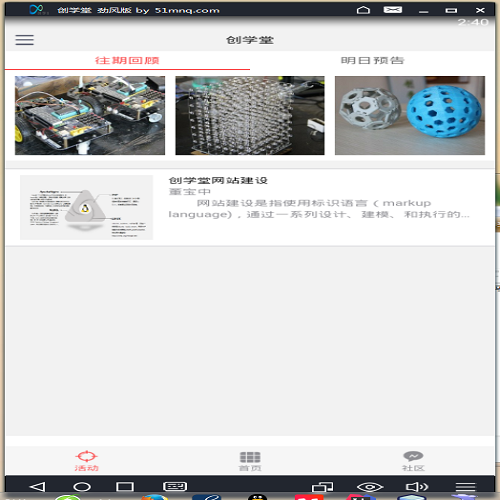 创学堂 劲风版 by 51mnq.com
2:40
创学堂
往期回顾
明日预告
创学堂网站建设
董宝中
网站建设是指使用标识语言 ( markup
language) , 通过一系列设计、建模、和执行的...
活动
首页
社区